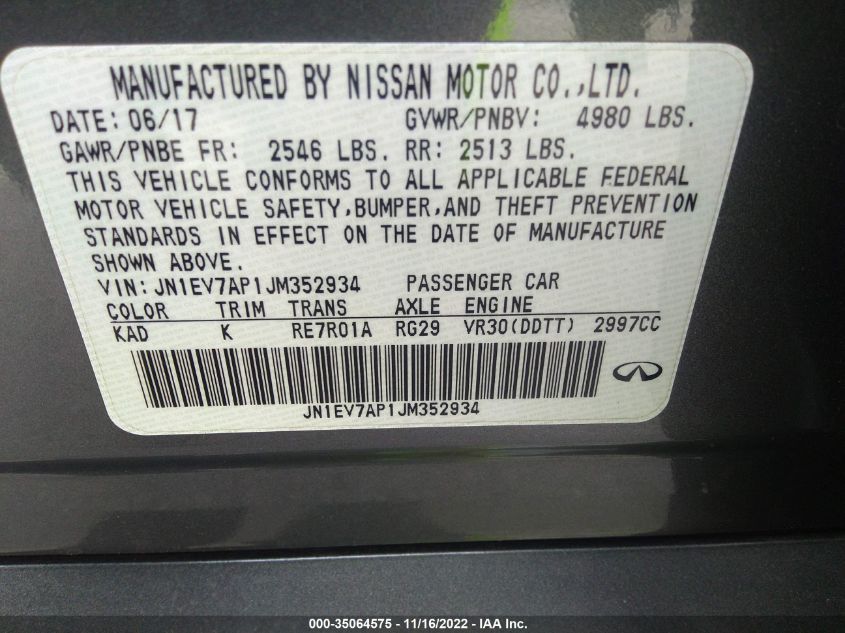 MANUFACTURED BY NISSAN MOTOR CO.,LTD.
DATE: 06/17 GVWR/PNBV: 4980 LBS.
GAWR/PNBE FR: 2546 LBS. RR: 2513 LBS.
THIS VEHICLE CONFORMS TO ALL APPLICABLE FEDERAL
MOTOR VEHICLE SAFETY,BUMPER,AND THEFT PREVENTION
STANDARDS IN EFFECT ON THE DATE OF MANUFACTURE
SHOWN ABOVE.
VIN: JN1EV7AP1JM352934 PASSENGER CAR
COLOR TRIM TRANS AXLE ENGINE
KAD K RE7R01A RG29 VR30(DDTT) 2997CC
JN1EV7AP1JM352934
000-35064575 - 11/16/2022 - IAA Inc.